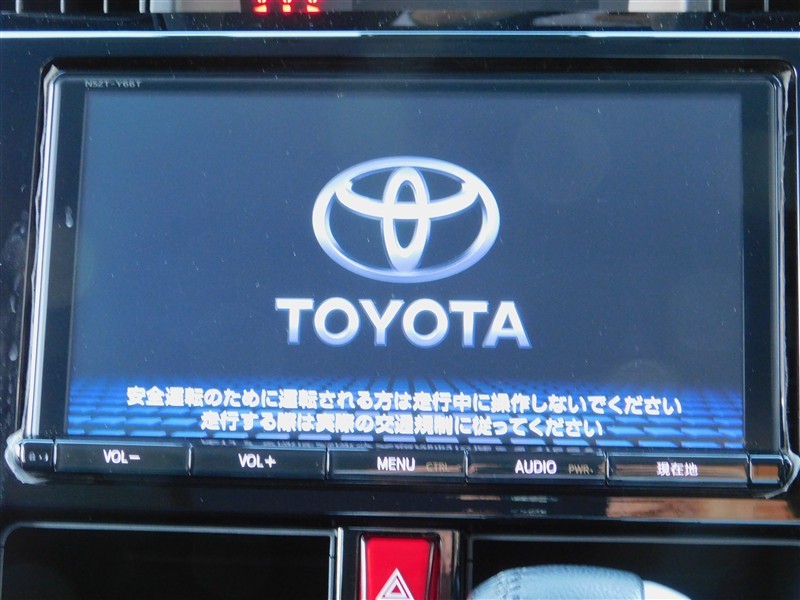 NSZT-Y66T
TOYOTA
安全運転のために運転される方は走行中に操作しないでください
走行する際は実際の交通規制に従ってください
VOL− VOL+ MENU CTRL AUDIO PWR 現在地